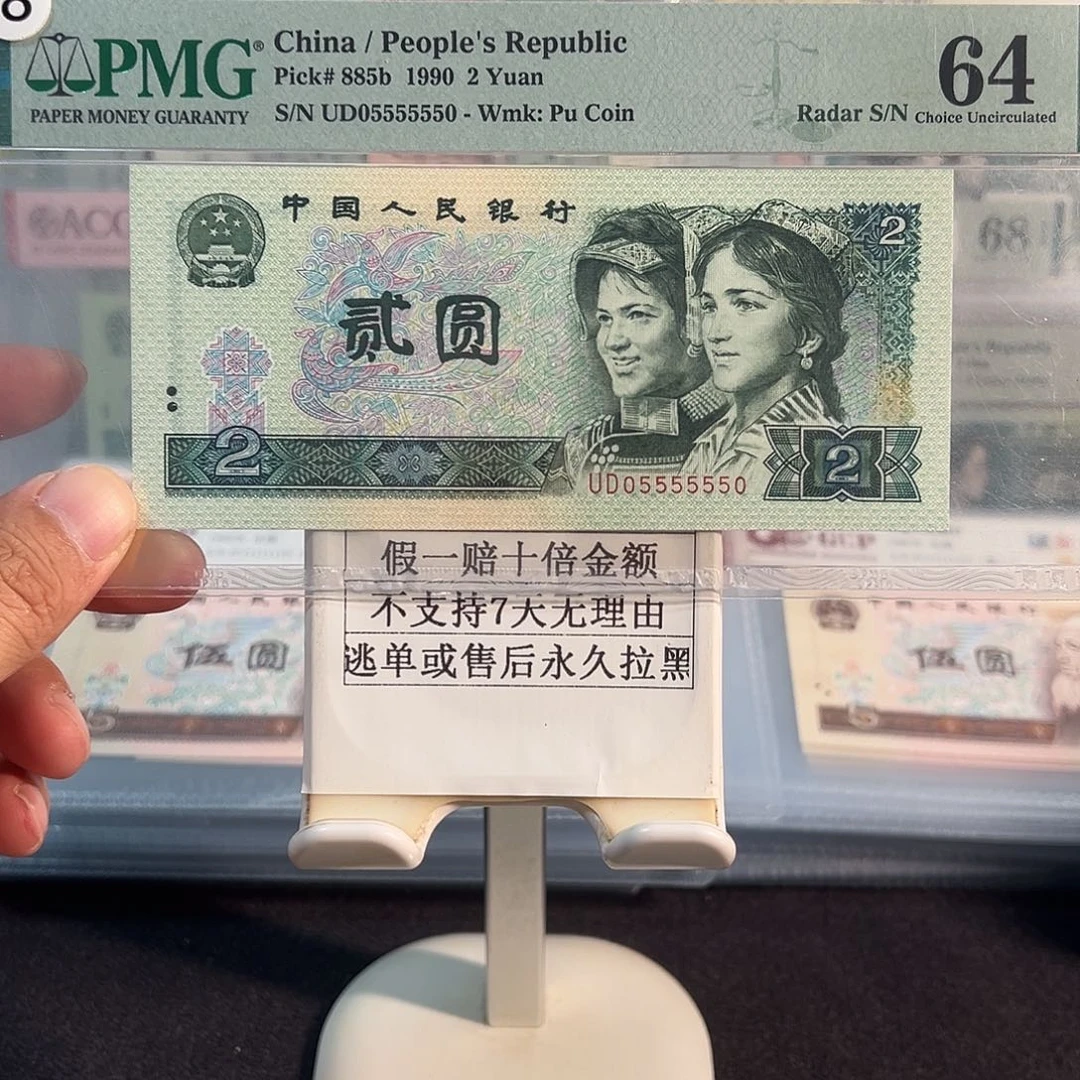 PMG®
PAPER MONEY GUARANTY
China / People's Republic
Pick# 885b 1990 2 Yuan
S/N UD05555550 - Wmk: Pu Coin
Radar S/N
64
Choice Uncirculated
ACC
68
中国人民银行
2
贰圆
2
UD05555550
2
假一赔十倍金额
不支持7天无理由
逃单或售后永久拉黑
伍圆
伍圆